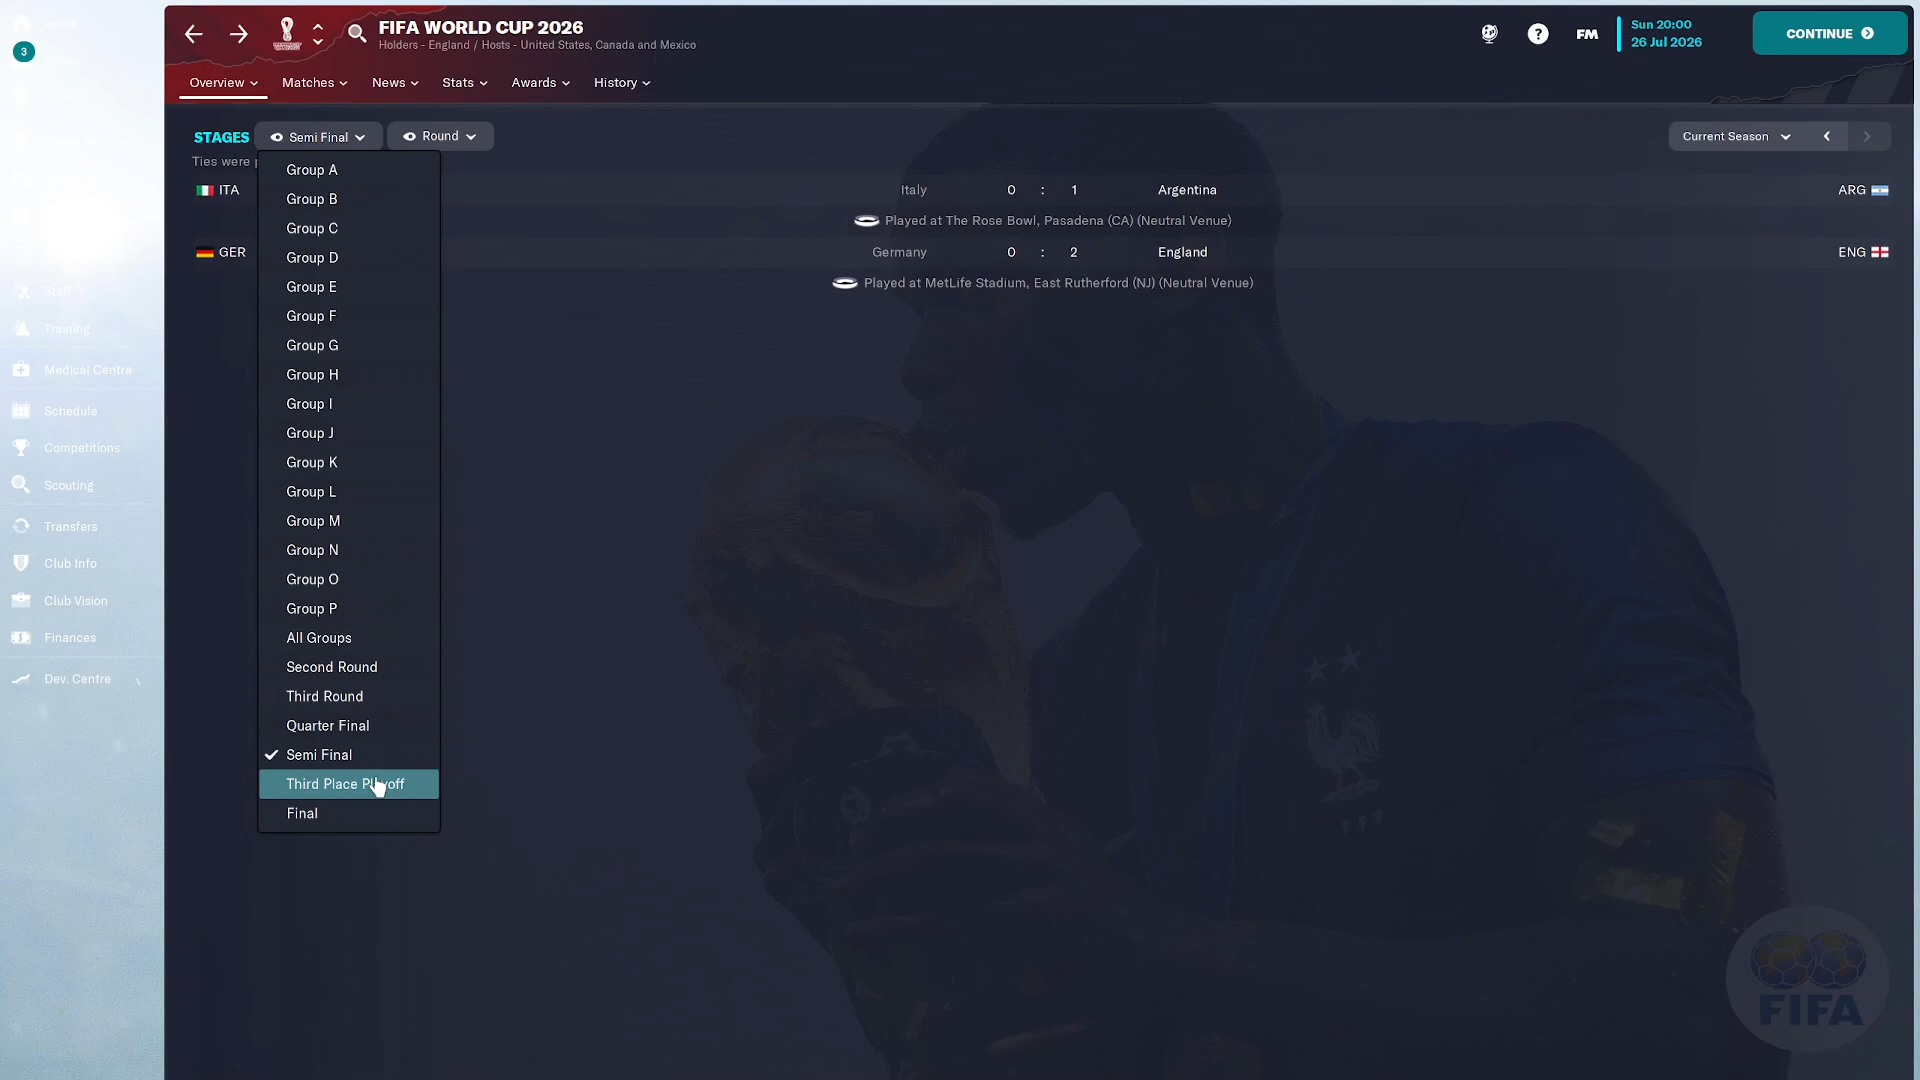 FIFA WORLD CUP 2026
Holders - England / Hosts - United States, Canada and Mexico
FM
Sun 20:00
26 Jul 2026
CONTINUE
3
Overview
Matches
News
Stats
Awards
History
STAGES
Semi Final
Round
Current Season
Ties were
ITA
Italy 0 : 1 Argentina
ARG
Played at The Rose Bowl, Pasadena (CA) (Neutral Venue)
GER
Germany 0 : 2 England
ENG
Played at MetLife Stadium, East Rutherford (NJ) (Neutral Venue)
Group A
Group B
Group C
Group D
Group E
Group F
Group G
Group H
Group I
Group J
Group K
Group L
Group M
Group N
Group O
Group P
All Groups
Second Round
Third Round
Quarter Final
Semi Final
Third Place Playoff
Final
Staff
Training
Medical Centre
Schedule
Competitions
Scouting
Transfers
Club Info
Club Vision
Finances
Dev. Centre
FIFA